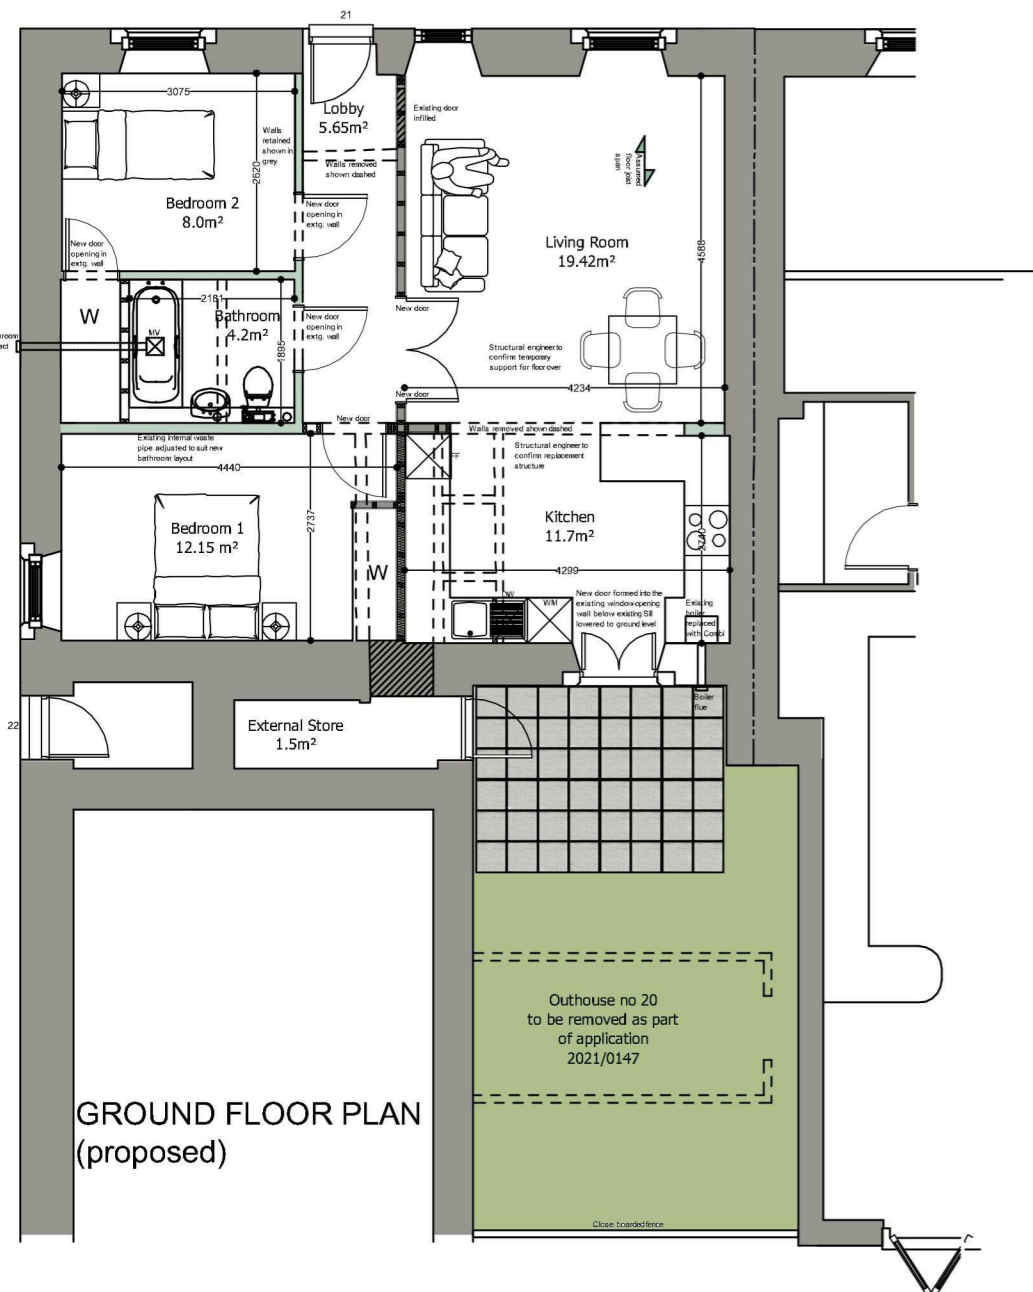 21
3075
Lobby
5.65m²
Existing door
infilled
Walls
retained
shown in
grey
2620
Walls removed
shown dashed
Assumed
floor joist
span
Bedroom 2
8.0m²
New door
opening in
extg. wall
Living Room
19.42m²
4588
New door
opening in
extg. wall
W
2181
Bathroom
4.2m²
New door
opening in
extg. wall
New door
MV
1895
Structural engineer to
confirm temporary
support for floor over
4234
New door
New door
Walls removed shown dashed
Existing internal waste
pipe adjusted to suit new
bathroom layout
Structural engineer to
confirm replacement
structure
FF
4440
2737
Bedroom 1
12.15 m²
Kitchen
11.7m²
2740
W
4299
DW
WM
New door formed into the
existing window opening
wall below existing Sill
lowered to ground level
Existing
boiler
replaced
with Combi
Boiler
flue
22
External Store
1.5m²
Outhouse no 20
to be removed as part
of application
2021/0147
GROUND FLOOR PLAN
(proposed)
Close boarded fence